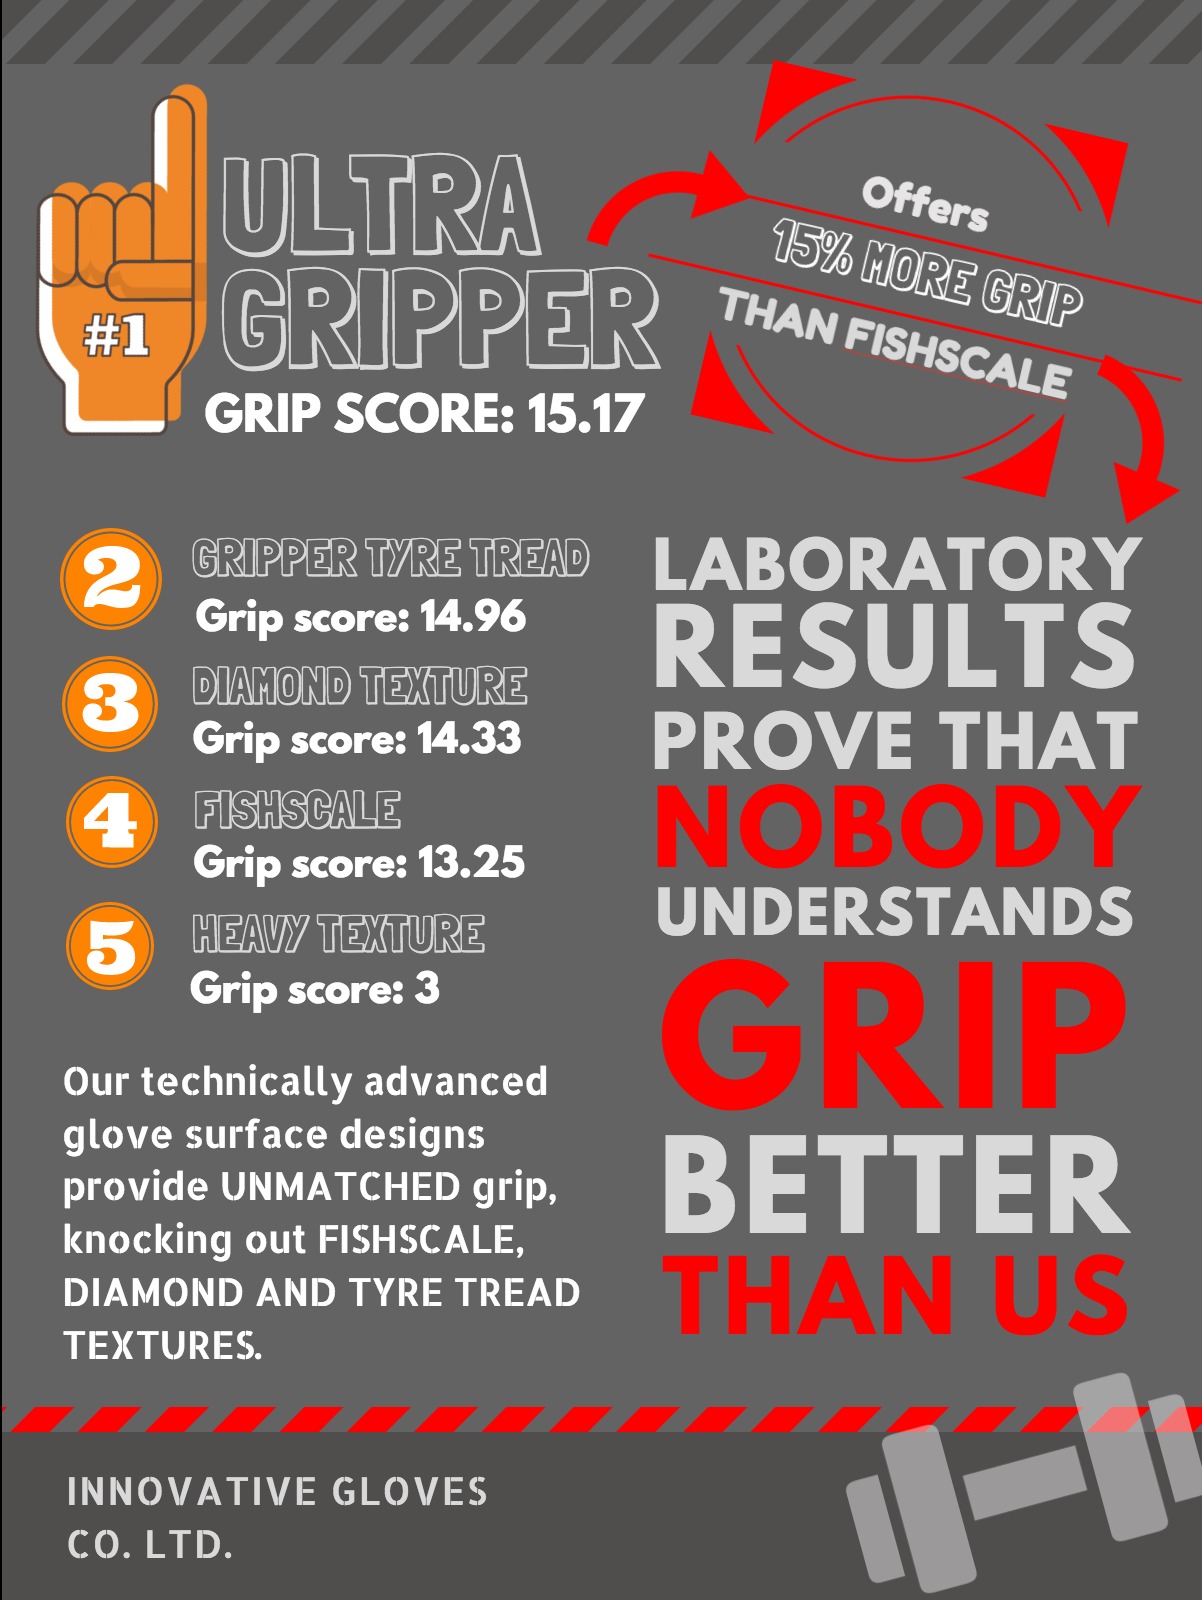 #1
ULTRA
GRIPPER
GRIP SCORE: 15.17
Offers
15% MORE GRIP
THAN FISHSCALE
2
GRIPPER TYRE TREAD
Grip score: 14.96
3
DIAMOND TEXTURE
Grip score: 14.33
4
FISHSCALE
Grip score: 13.25
5
HEAVY TEXTURE
Grip score: 3
Our technically advanced
glove surface designs
provide UNMATCHED grip,
knocking out FISHSCALE,
DIAMOND AND TYRE TREAD
TEXTURES.
LABORATORY
RESULTS
PROVE THAT
NOBODY
UNDERSTANDS
GRIP
BETTER
THAN US
INNOVATIVE GLOVES
CO. LTD.